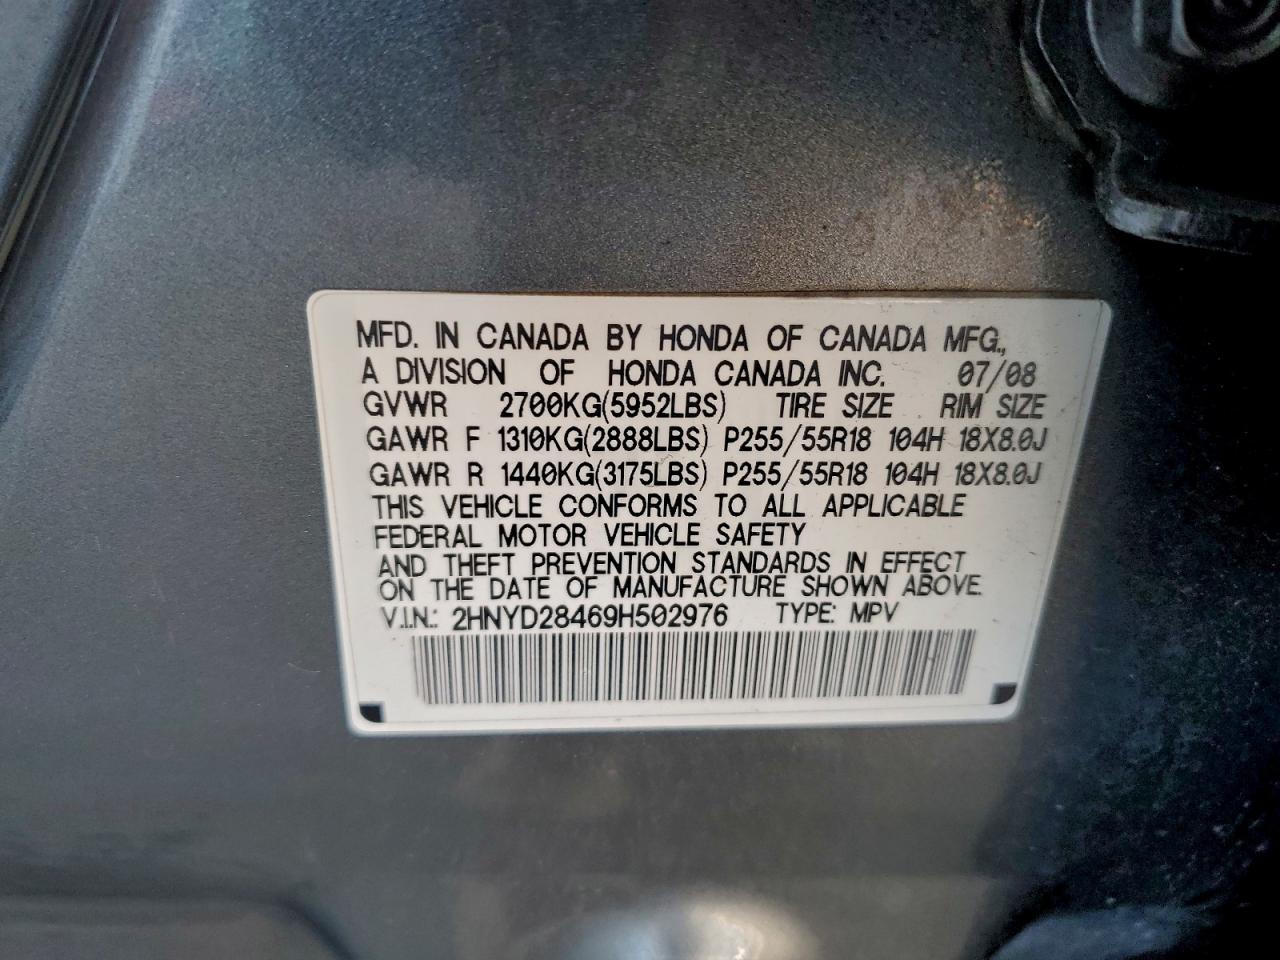 MFD. IN CANADA BY HONDA OF CANADA MFG.,
A DIVISION OF HONDA CANADA INC. 07/08
GVWR 2700KG(5952LBS) TIRE SIZE RIM SIZE
GAWR F 1310KG(2888LBS) P255/55R18 104H 18X8.0J
GAWR R 1440KG(3175LBS) P255/55R18 104H 18X8.0J
THIS VEHICLE CONFORMS TO ALL APPLICABLE
FEDERAL MOTOR VEHICLE SAFETY
AND THEFT PREVENTION STANDARDS IN EFFECT
ON THE DATE OF MANUFACTURE SHOWN ABOVE.
V.I.N.: 2HNYD28469H502976 TYPE: MPV